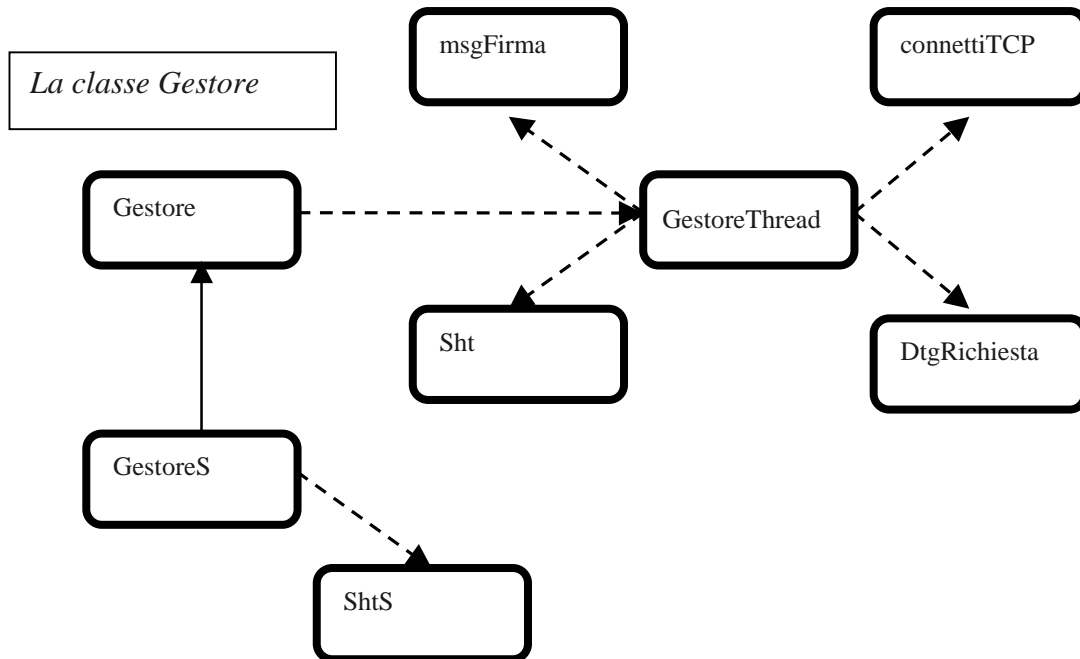 msgFirma
connettiTCP
La classe Gestore
Gestore
GestoreThread
Sht
DtgRichiesta
GestoreS
ShtS